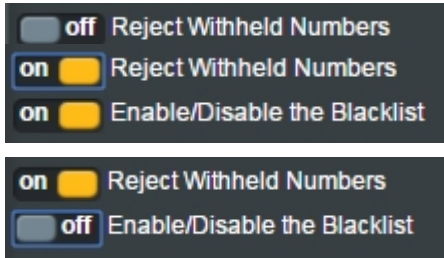 off Reject Withheld Numbers
on Reject Withheld Numbers
on Enable/Disable the Blacklist
on Reject Withheld Numbers
off Enable/Disable the Blacklist